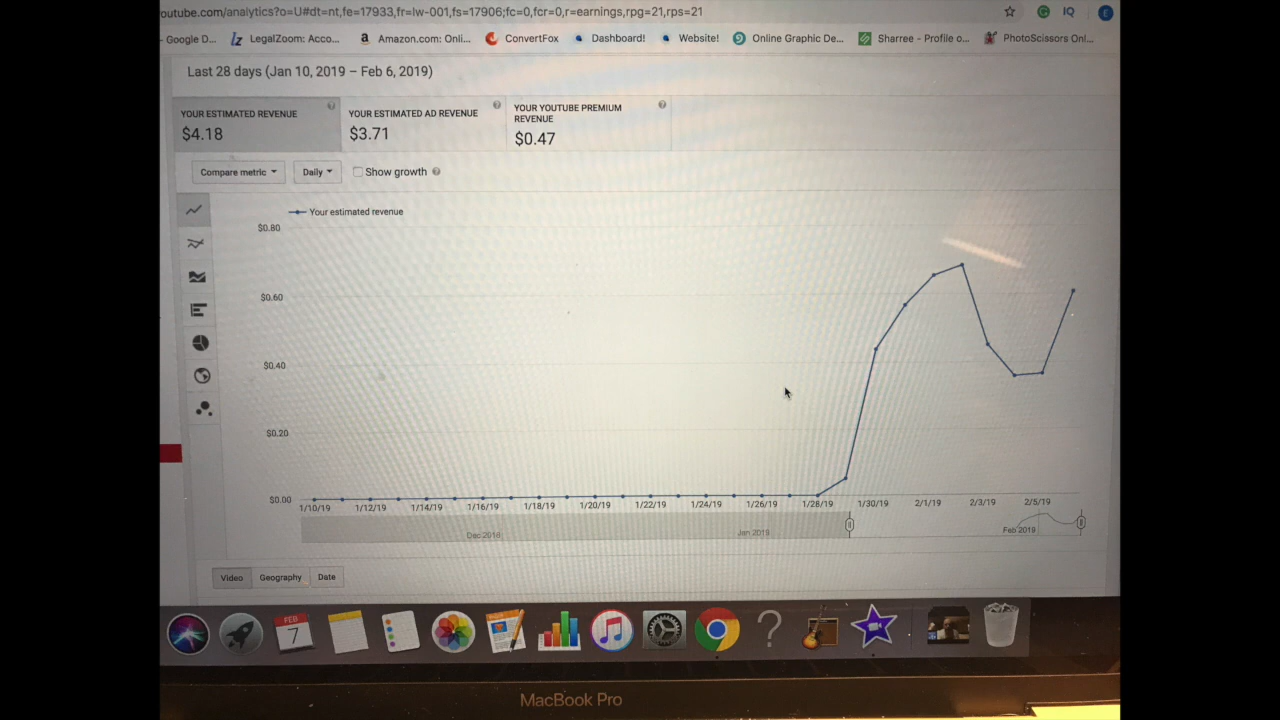 outube.com/analytics?o=U#dt=nt,fe=17933,fr=lw-001,fs=17906;fc=0,fcr=0,r=earnings,rpg=21,rps=21
IQ
- Google D... LegalZoom: Acco... Amazon.com: Onli... ConvertFox Dashboard! Website! Online Graphic De... Sharree - Profile o... PhotoScissors Onl...
Last 28 days (Jan 10, 2019 – Feb 6, 2019)
YOUR ESTIMATED REVENUE
$4.18
YOUR ESTIMATED AD REVENUE
$3.71
YOUR YOUTUBE PREMIUM
REVENUE
$0.47
Compare metric Daily Show growth
Your estimated revenue
$0.80
$0.60
$0.40
$0.20
$0.00
1/10/19 1/12/19 1/14/19 1/16/19 1/18/19 1/20/19 1/22/19 1/24/19 1/26/19 1/28/19 1/30/19 2/1/19 2/3/19 2/5/19
Dec 2018 Jan 2019 Feb 2019
Video Geography Date
FEB
7
MacBook Pro